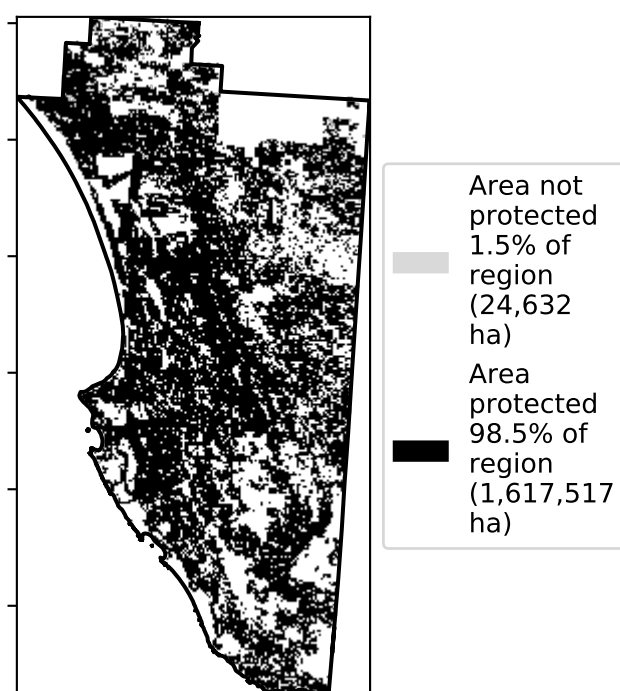 Area not
protected
1.5% of
region
(24,632
ha)
Area
protected
98.5% of
region
(1,617,517
ha)